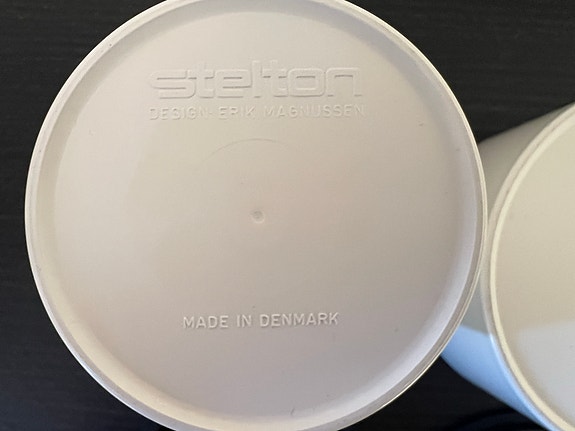 stelton
DESIGN: ERIK MAGNUSSEN
MADE IN DENMARK